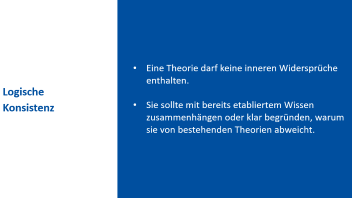 Logische
Konsistenz
• Eine Theorie darf keine inneren Widersprüche
enthalten.
• Sie sollte mit bereits etabliertem Wissen
zusammenhängen oder klar begründen, warum
sie von bestehenden Theorien abweicht.